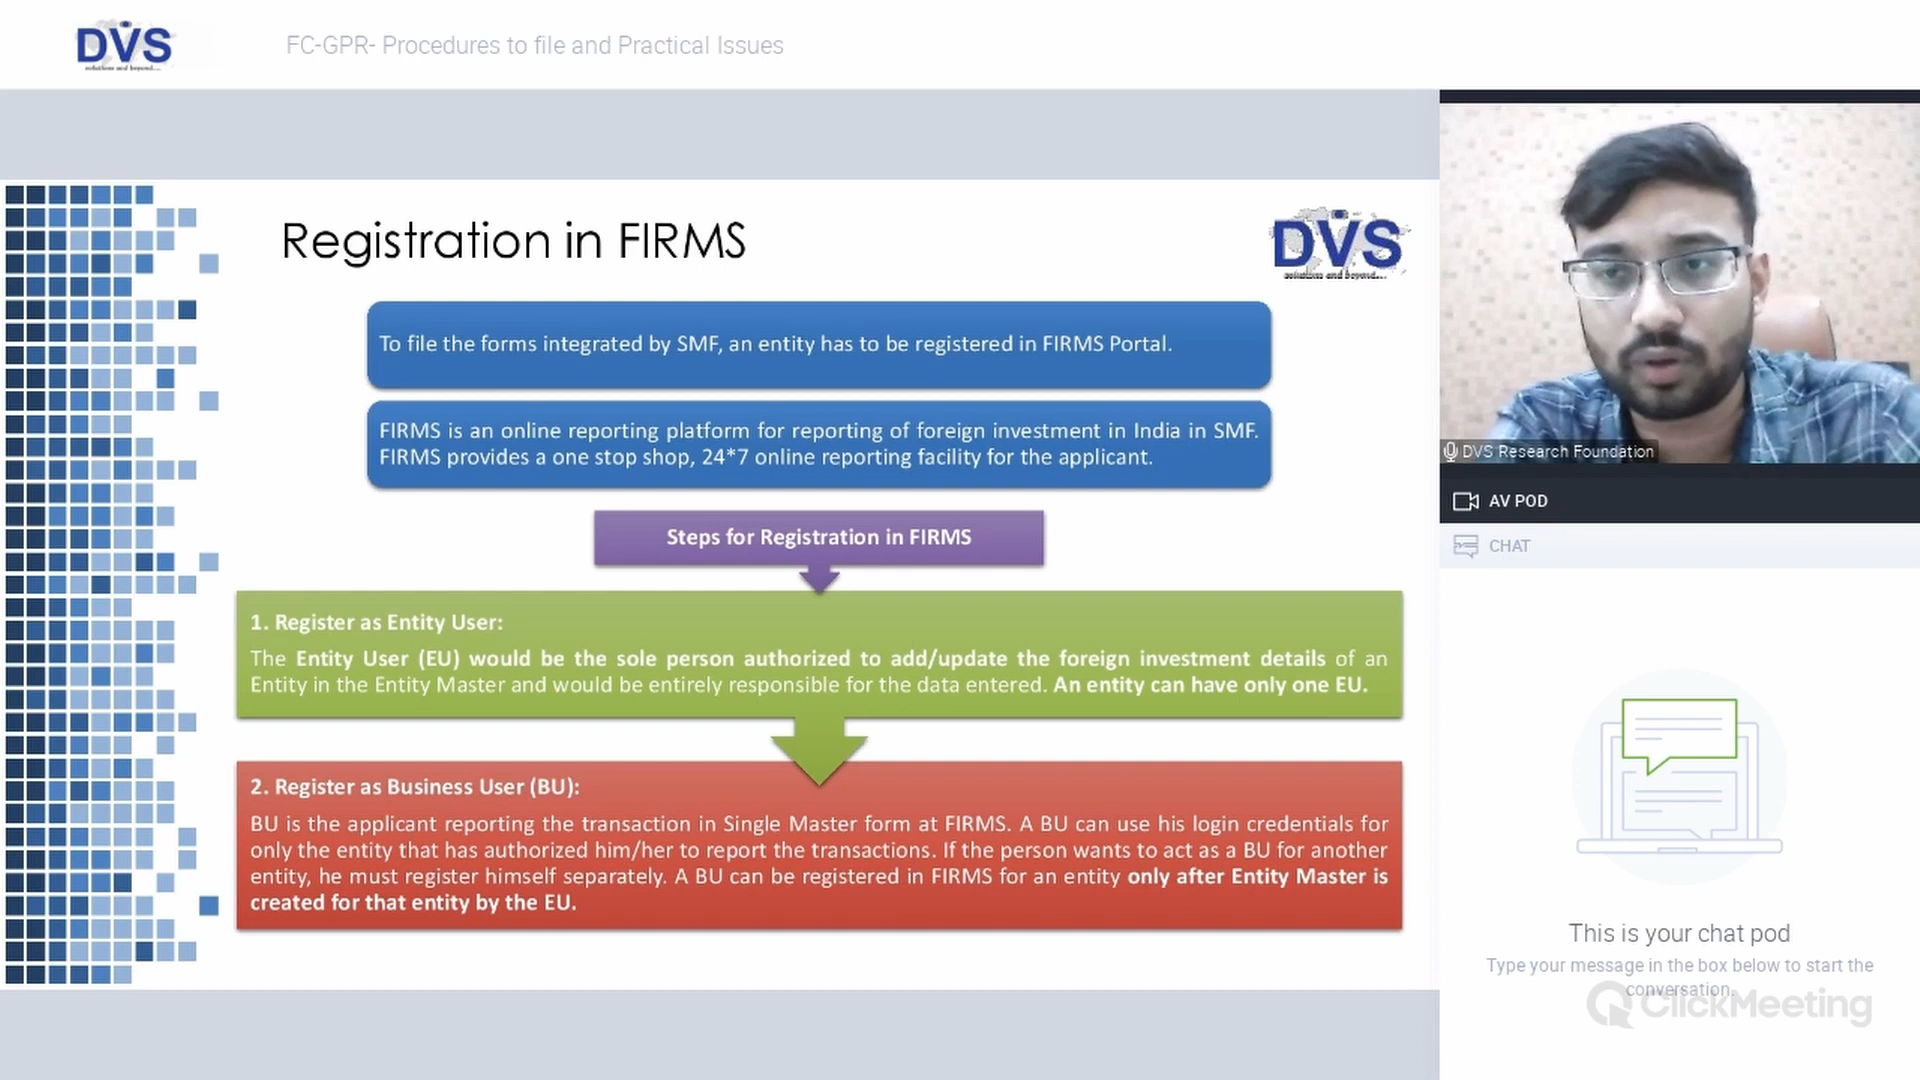 DVS
solutions and beyond....
FC-GPR- Procedures to file and Practical Issues
Registration in FIRMS
DVS
solutions and beyond....
To file the forms integrated by SMF, an entity has to be registered in FIRMS Portal.
FIRMS is an online reporting platform for reporting of foreign investment in India in SMF.
FIRMS provides a one stop shop, 24*7 online reporting facility for the applicant.
Steps for Registration in FIRMS
1. Register as Entity User:
The Entity User (EU) would be the sole person authorized to add/update the foreign investment details of an
Entity in the Entity Master and would be entirely responsible for the data entered. An entity can have only one EU.
2. Register as Business User (BU):
BU is the applicant reporting the transaction in Single Master form at FIRMS. A BU can use his login credentials for
only the entity that has authorized him/her to report the transactions. If the person wants to act as a BU for another
entity, he must register himself separately. A BU can be registered in FIRMS for an entity only after Entity Master is
created for that entity by the EU.
DVS Research Foundation
AV POD
CHAT
This is your chat pod
Type your message in the box below to start the
conversation.
ClickMeeting